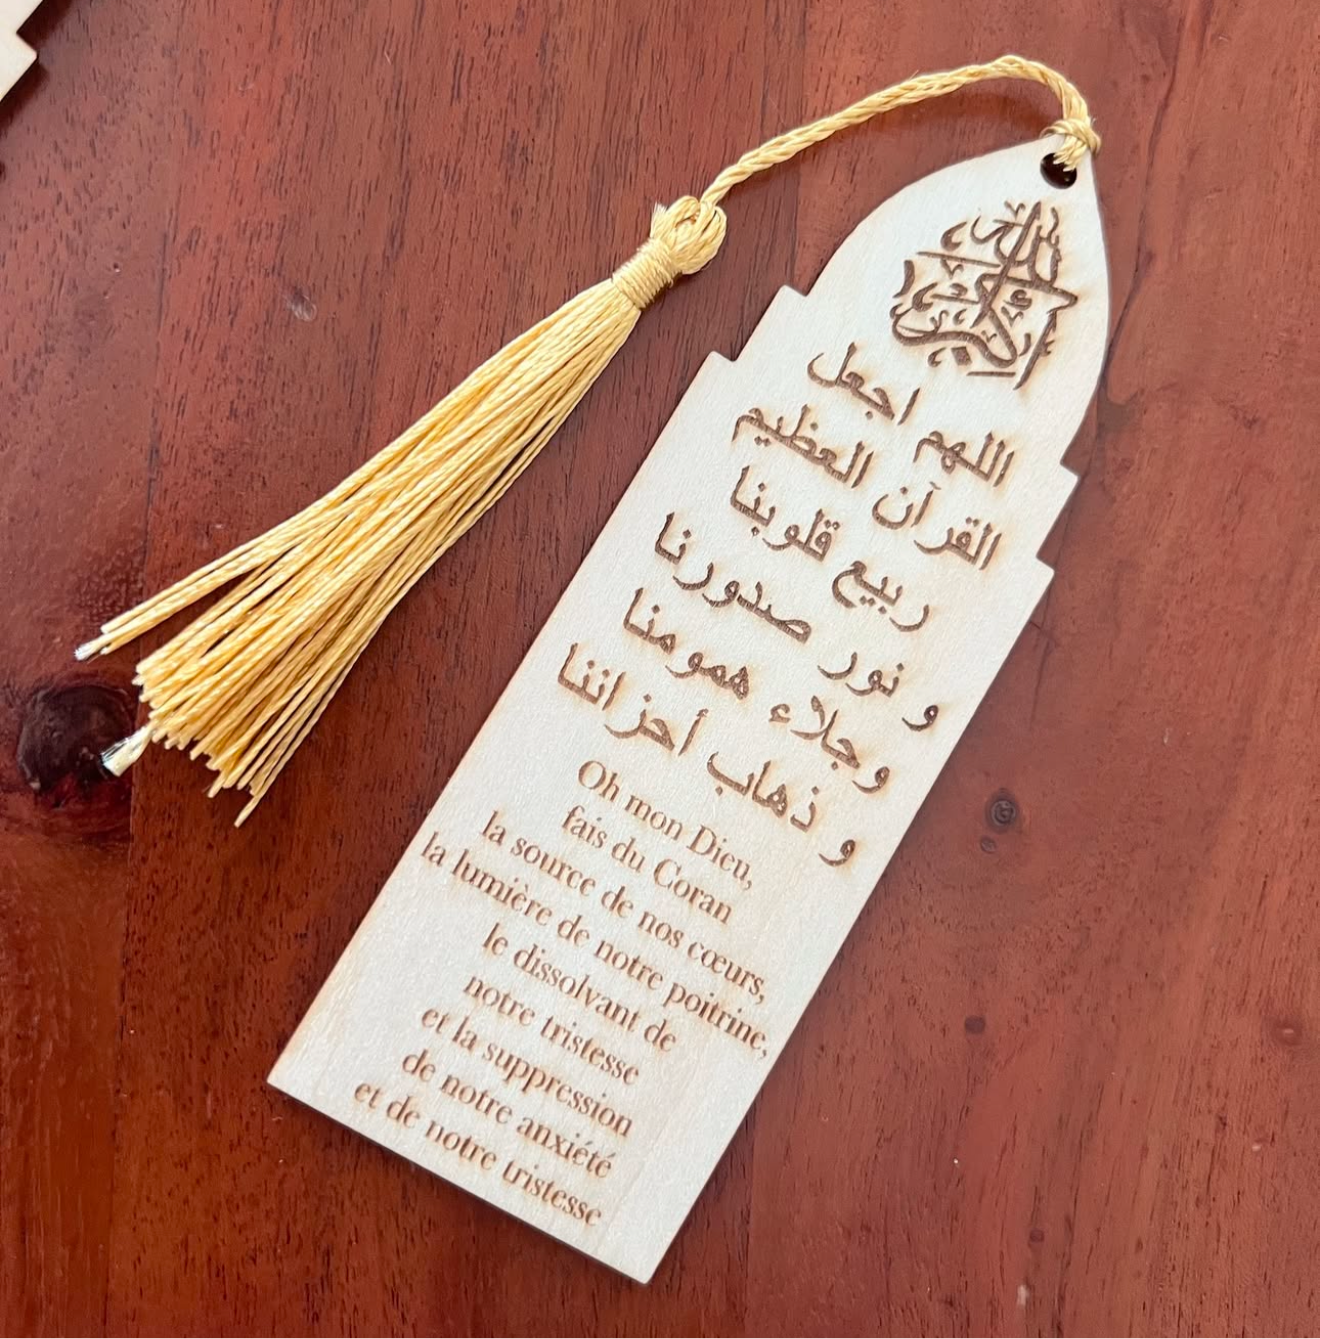 القرآن الكريم
اللهم اجعل
القرآن العظيم
ربيع قلوبنا
و نور صدورنا
وجلاء همومنا
و ذهاب أحزاننا
Oh mon Dieu,
fais du Coran
la source de nos cœurs,
la lumière de notre poitrine,
le dissolvant de
notre tristesse
et la suppression
de notre anxiété
et de notre tristesse